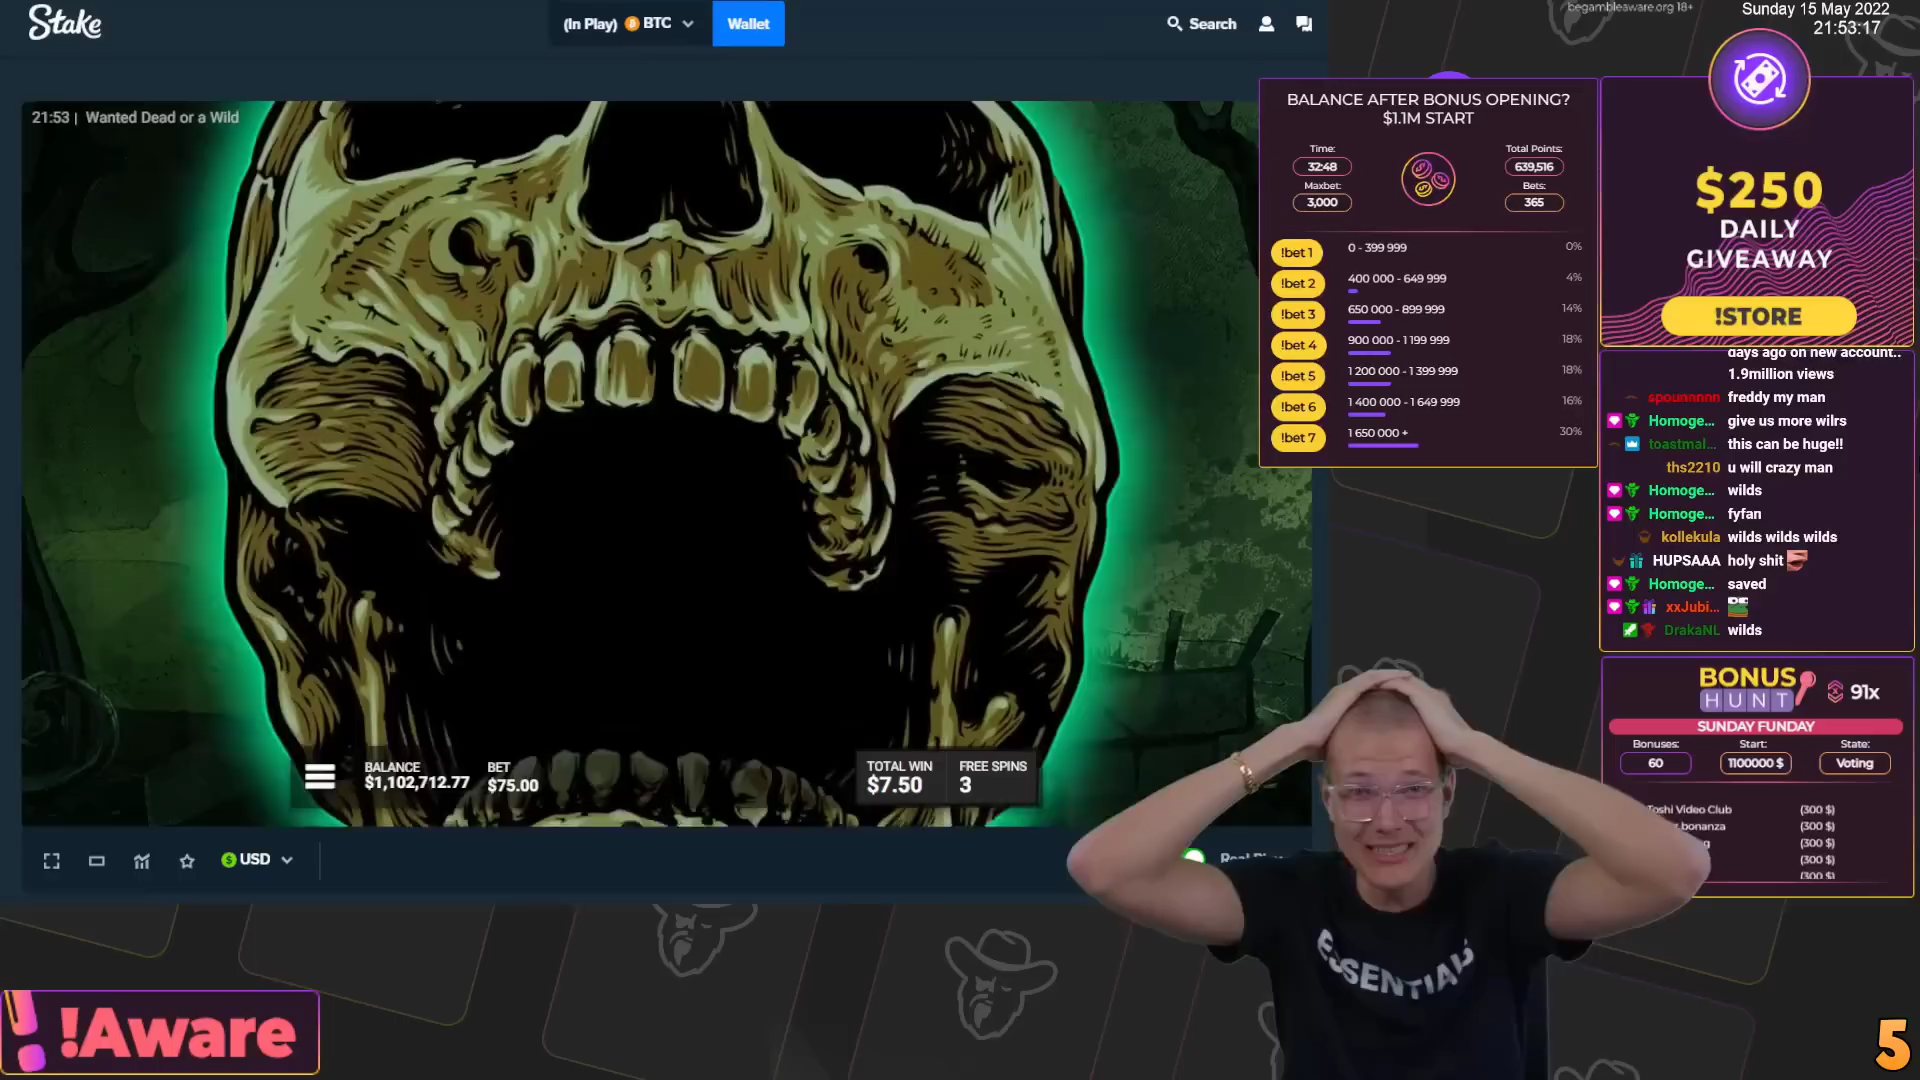 Stake
(In Play) BTC
Wallet
Search
begambleaware.org 18+
Sunday 15 May 2022
21:53:17
21:53 | Wanted Dead or a Wild
BALANCE
$1,102,712.77
BET
$75.00
TOTAL WIN
$7.50
FREE SPINS
3
USD
BALANCE AFTER BONUS OPENING?
$1.1M START
Time:
32:48
Total Points:
639,516
Maxbet:
3,000
Bets:
365
!bet 1 0 - 399 999 0%
!bet 2 400 000 - 649 999 4%
!bet 3 650 000 - 899 999 14%
!bet 4 900 000 - 1 199 999 18%
!bet 5 1 200 000 - 1 399 999 18%
!bet 6 1 400 000 - 1 649 999 16%
!bet 7 1 650 000 + 30%
$250
DAILY
GIVEAWAY
!STORE
days ago on new account..
1.9million views
spounnnnn freddy my man
Homoge... give us more wilrs
toastmal... this can be huge!!
ths2210 u will crazy man
Homoge... wilds
Homoge... fyfan
kollekula wilds wilds wilds
HUPSAAA holy shit
Homoge... saved
xxJubi...
DrakaNL wilds
BONUS
HUNT
91x
SUNDAY FUNDAY
Bonuses:
60
Start:
1100000 $
State:
Voting
Toshi Video Club (300 $)
bonanza (300 $)
(300 $)
(300 $)
(300 $)
ESSENTIALS
!Aware
5